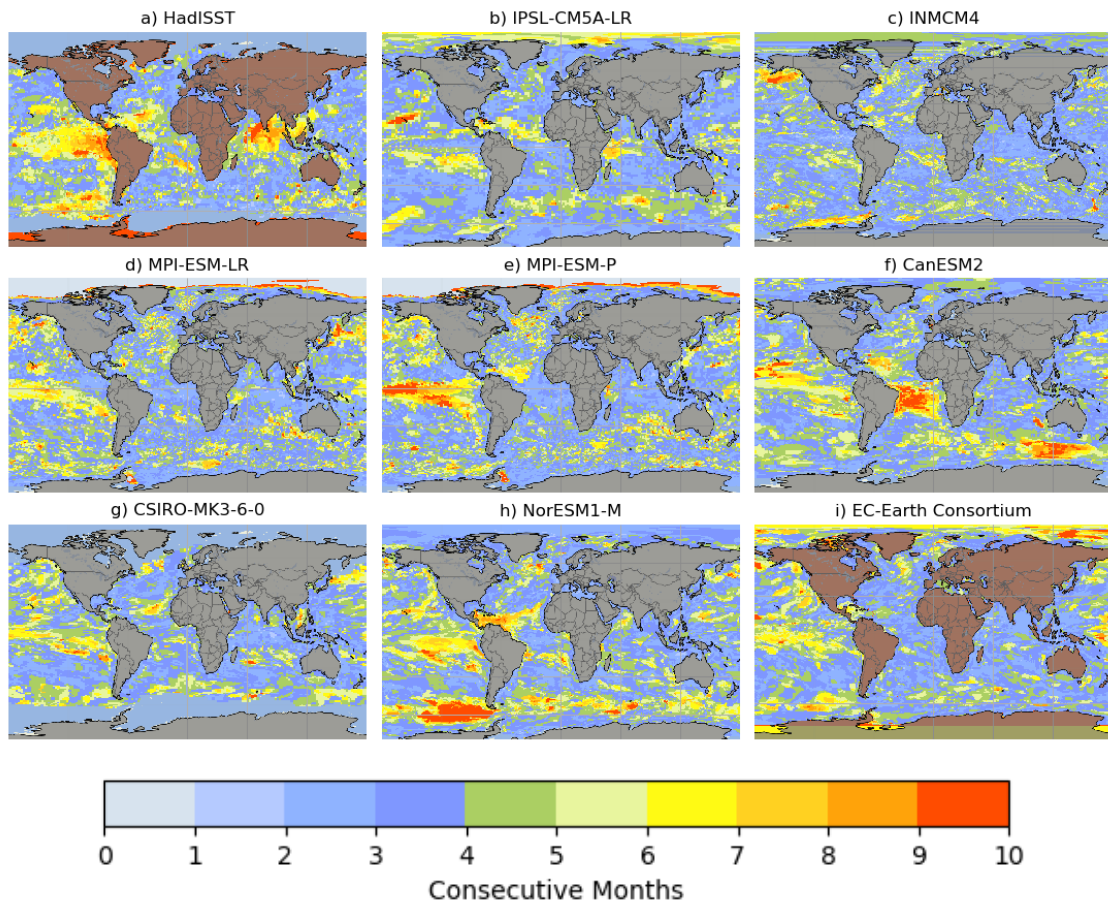 a) HadISST
b) IPSL-CM5A-LR
c) INMCM4
d) MPI-ESM-LR
e) MPI-ESM-P
f) CanESM2
g) CSIRO-MK3-6-0
h) NorESM1-M
i) EC-Earth Consortium
0 1 2 3 4 5 6 7 8 9 10
Consecutive Months